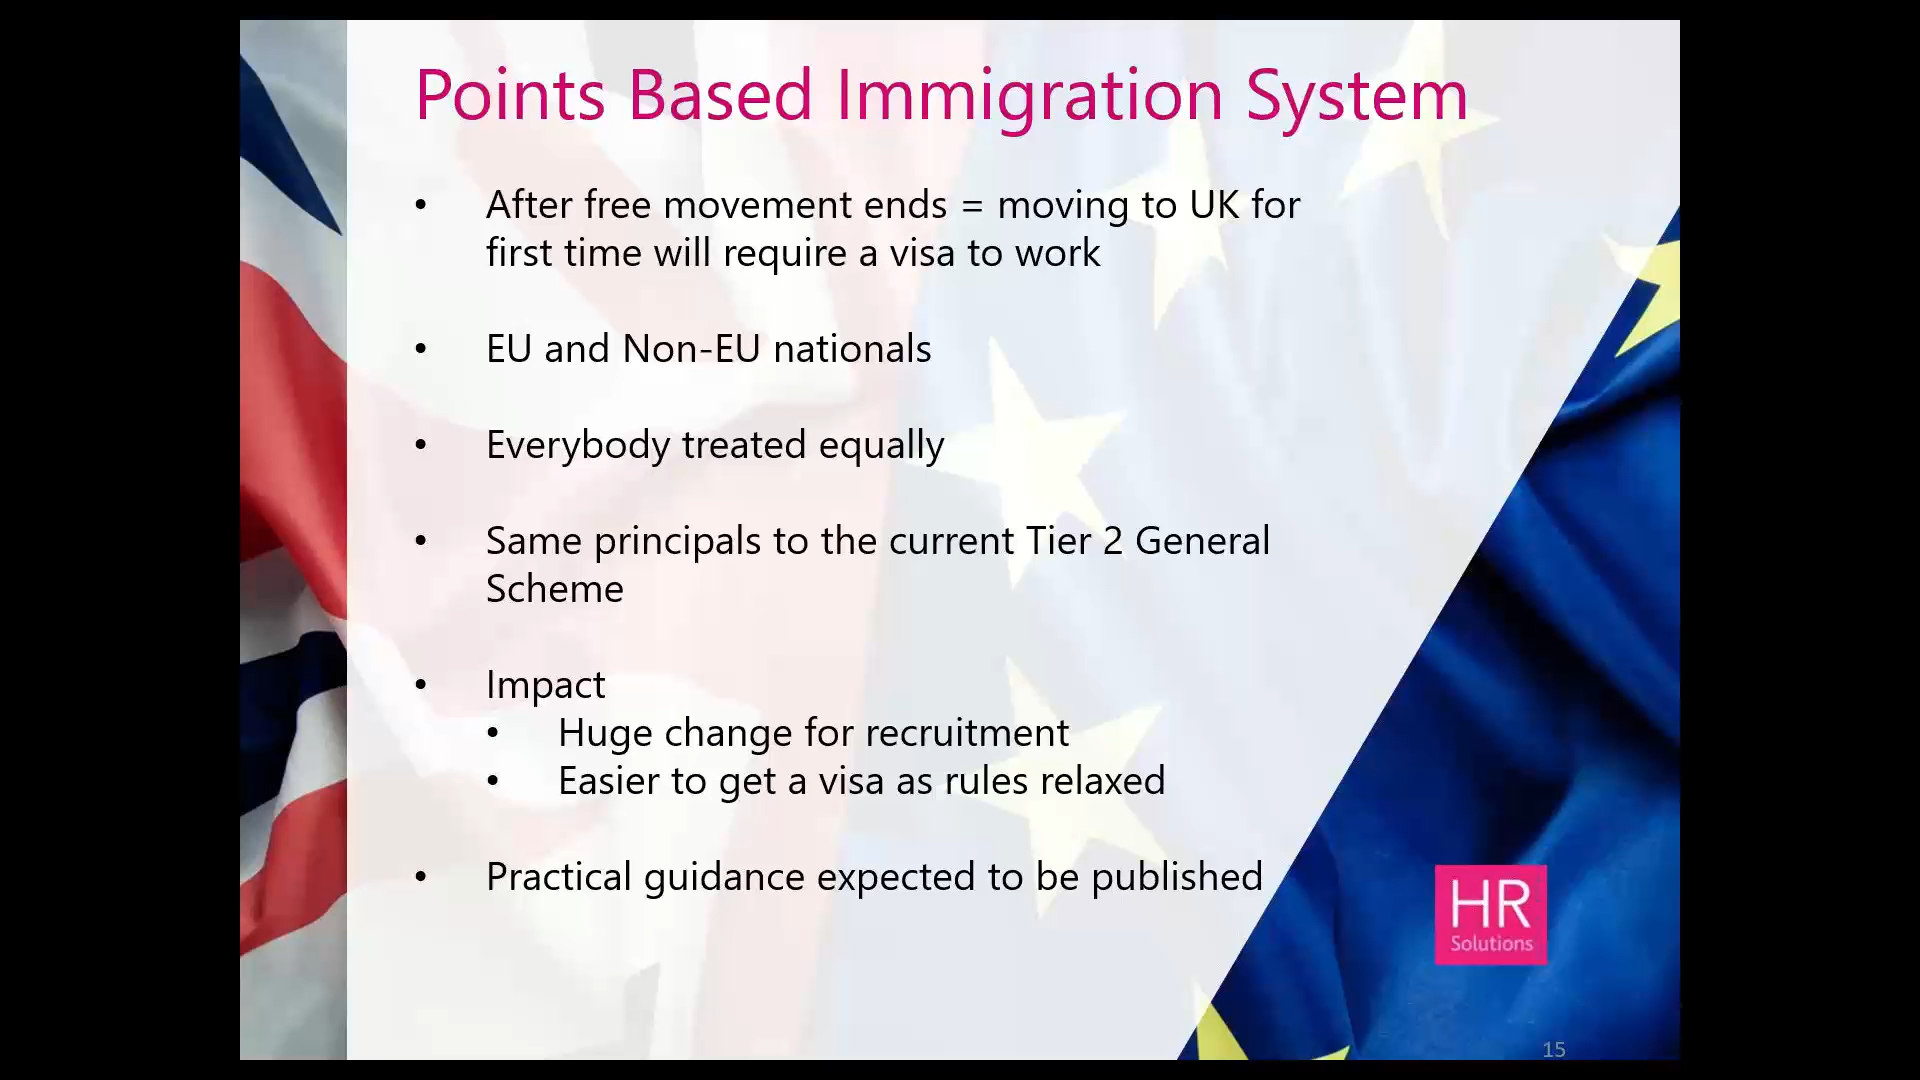 Points Based Immigration System
• After free movement ends = moving to UK for
first time will require a visa to work
• EU and Non-EU nationals
• Everybody treated equally
• Same principals to the current Tier 2 General
Scheme
• Impact
• Huge change for recruitment
• Easier to get a visa as rules relaxed
• Practical guidance expected to be published
HR
Solutions
15